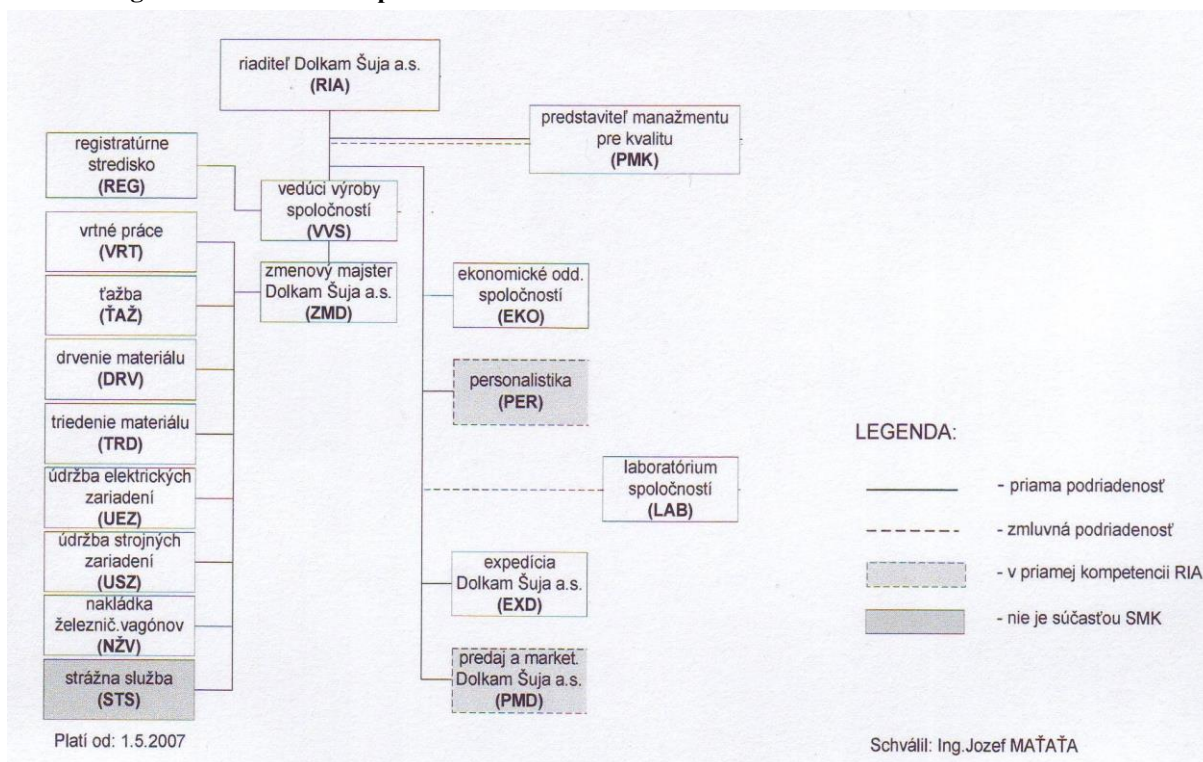 riaditeľ Dolkam Šuja a.s.
(RIA)
predstaviteľ manažmentu
pre kvalitu
(PMK)
registratúrne
stredisko
(REG)
vedúci výroby
spoločností
(VVS)
vrtné práce
(VRT)
zmenový majster
Dolkam Šuja a.s.
(ZMD)
ekonomické odd.
spoločností
(EKO)
ťažba
(ŤAŽ)
drvenie materiálu
(DRV)
personalistika
(PER)
triedenie materiálu
(TRD)
LEGENDA:
údržba elektrických
zariadení
(UEZ)
laboratórium
spoločností
(LAB)
- priama podriadenosť
- zmluvná podriadenosť
údržba strojných
zariadení
(USZ)
expedícia
Dolkam Šuja a.s.
(EXD)
- v priamej kompetencii RIA
nakládka
železnič.vagónov
(NŽV)
- nie je súčasťou SMK
strážna služba
(STS)
predaj a market.
Dolkam Šuja a.s.
(PMD)
Platí od: 1.5.2007
Schválil: Ing.Jozef MAŤAŤA